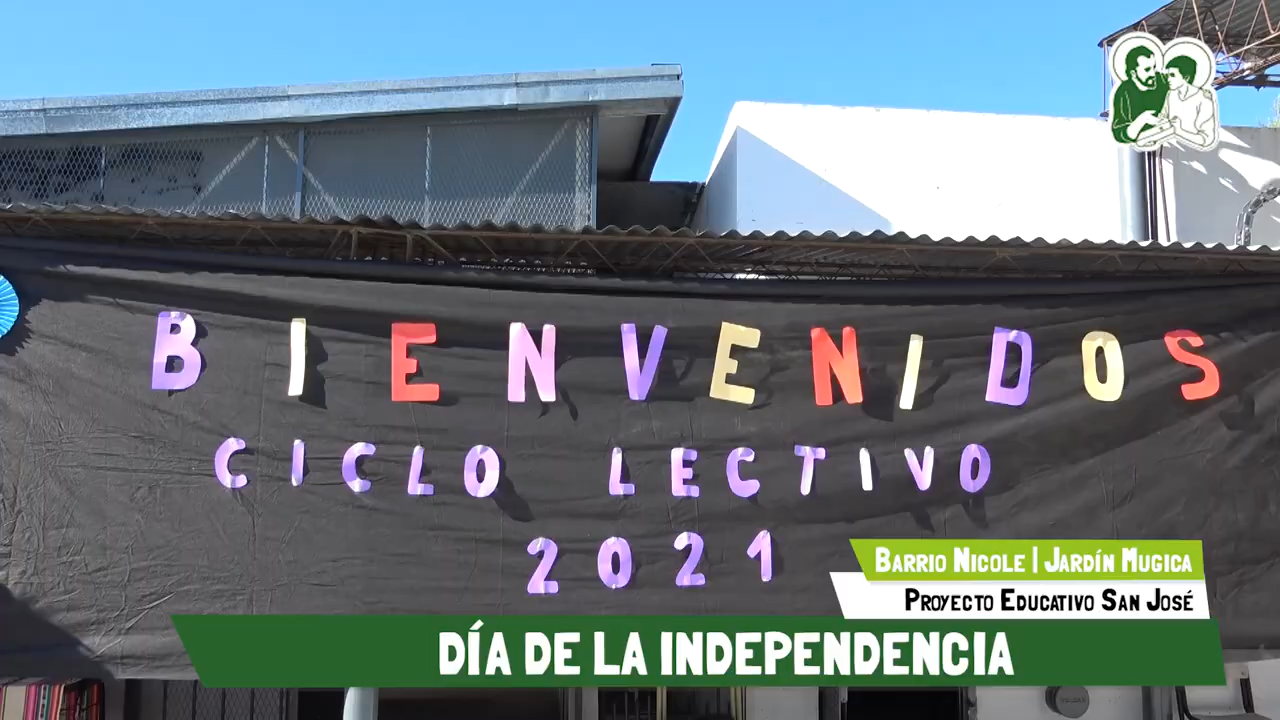 BIENVENIDOS
CICLO LECTIVO
2021
BARRIO NICOLE | JARDÍN MUGICA
PROYECTO EDUCATIVO SAN JOSÉ
DÍA DE LA INDEPENDENCIA